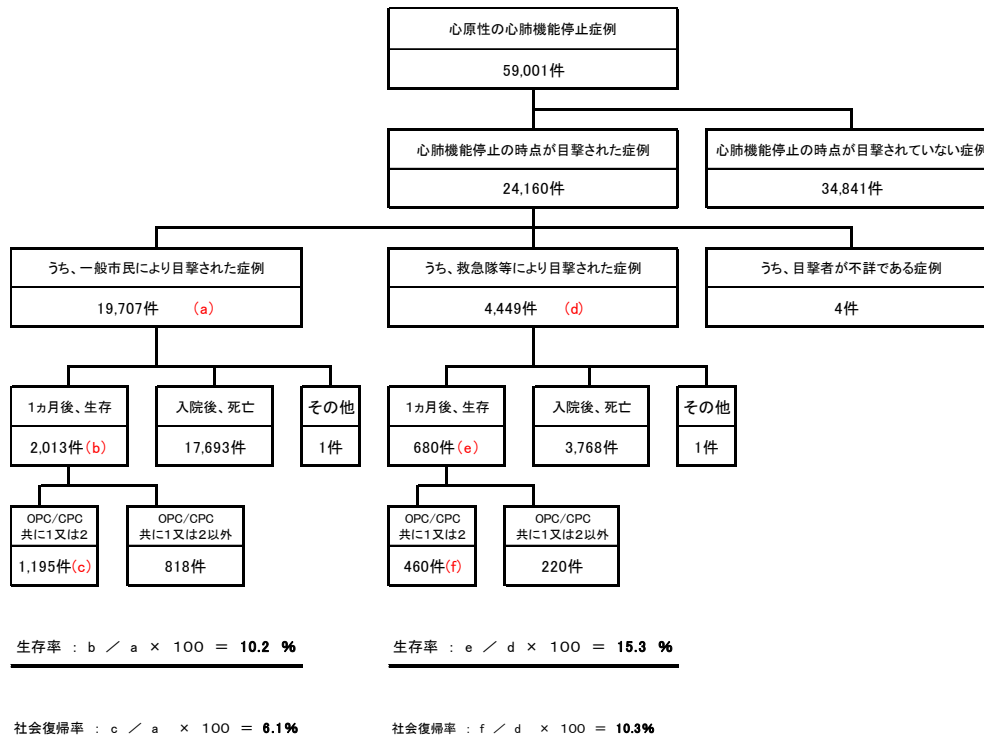 心原性の心肺機能停止症例
59,001件
心肺機能停止の時点が目撃された症例
24,160件
心肺機能停止の時点が目撃されていない症例
34,841件
うち、一般市民により目撃された症例
19,707件 (a)
うち、救急隊等により目撃された症例
4,449件 (d)
うち、目撃者が不詳である症例
4件
1ヵ月後、生存
2,013件(b)
入院後、死亡
17,693件
その他
1件
1ヵ月後、生存
680件(e)
入院後、死亡
3,768件
その他
1件
OPC/CPC
共に1又は2
1,195件(c)
OPC/CPC
共に1又は2以外
818件
OPC/CPC
共に1又は2
460件(f)
OPC/CPC
共に1又は2以外
220件
生存率 : b / a × 100 = 10.2 %
生存率 : e / d × 100 = 15.3 %
社会復帰率 : c / a × 100 = 6.1%
社会復帰率 : f / d × 100 = 10.3%